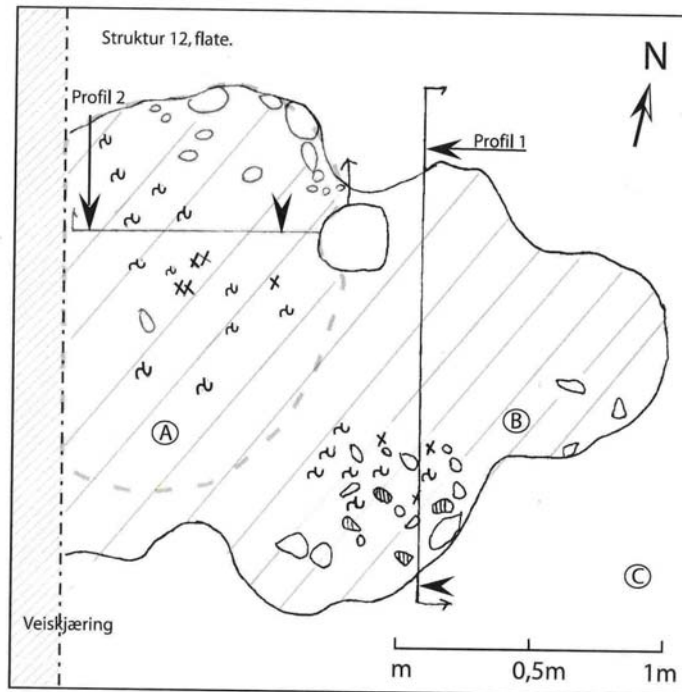 Struktur 12, flate.
N
Profil 2
Profil 1
A
B
C
Veiskjæring
m 0,5m 1m